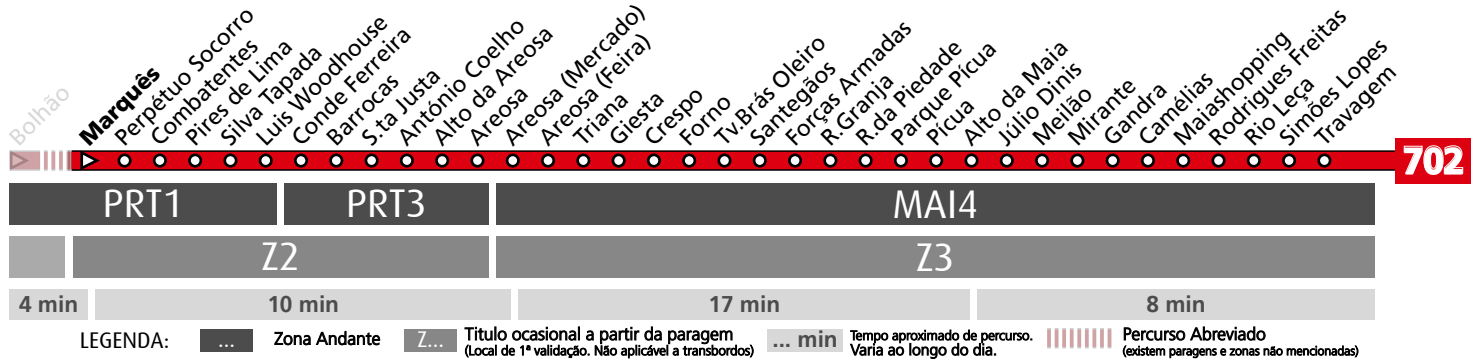 Bolhão
Marquês
Perpétuo Socorro
Combatentes
Pires de Lima
Silva Tapada
Luis Woodhouse
Conde Ferreira
Barrocas
S.ta Justa
António Coelho
Alto da Areosa
Areosa
Areosa (Mercado)
Areosa (Feira)
Triana
Giesta
Crespo
Forno
Tv.Brás Oleiro
Santegãos
Forças Armadas
R.Granja
R.da Piedade
Parque Pícua
Pícua
Alto da Maia
Júlio Dinis
Meilão
Mirante
Gandra
Camélias
Maiashopping
Rodrigues Freitas
Rio Leça
Simões Lopes
Travagem
702
PRT1 PRT3 MAI4
Z2 Z3
4 min 10 min 17 min 8 min
LEGENDA:
... Zona Andante
Z... Titulo ocasional a partir da paragem
(Local de 1ª validação. Não aplicável a transbordos)
... min Tempo aproximado de percurso.
Varia ao longo do dia.
Percurso Abreviado
(existem paragens e zonas não mencionadas)